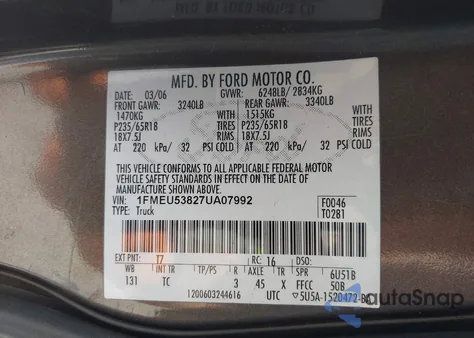 MFD. BY FORD MOTOR CO.
DATE: 03/06 GVWR: 6248LB/ 2834KG
FRONT GAWR: 3240LB REAR GAWR: 3340LB
1470KG WITH 1515KG WITH
P235/65R18 TIRES P235/65R18 TIRES
18X7.5J RIMS 18X7.5J RIMS
AT 220 kPa/ 32 PSI COLD AT 220 kPa/ 32 PSI COLD
THIS VEHICLE CONFORMS TO ALL APPLICABLE FEDERAL MOTOR
VEHICLE SAFETY STANDARDS IN EFFECT ON THE DATE OF
MANUFACTURE SHOWN ABOVE.
VIN: 1FMEU53827UA07992 F0046
TYPE: Truck T0281
EXT PNT: T7 RC: 16 DSO:
WB INT TR TP/PS R AXLE TR SPR 6U51B
131 TC 3 45 X FFCC 50B
1200603244616 UTC 5U5A-1520472-BA
autoSnap